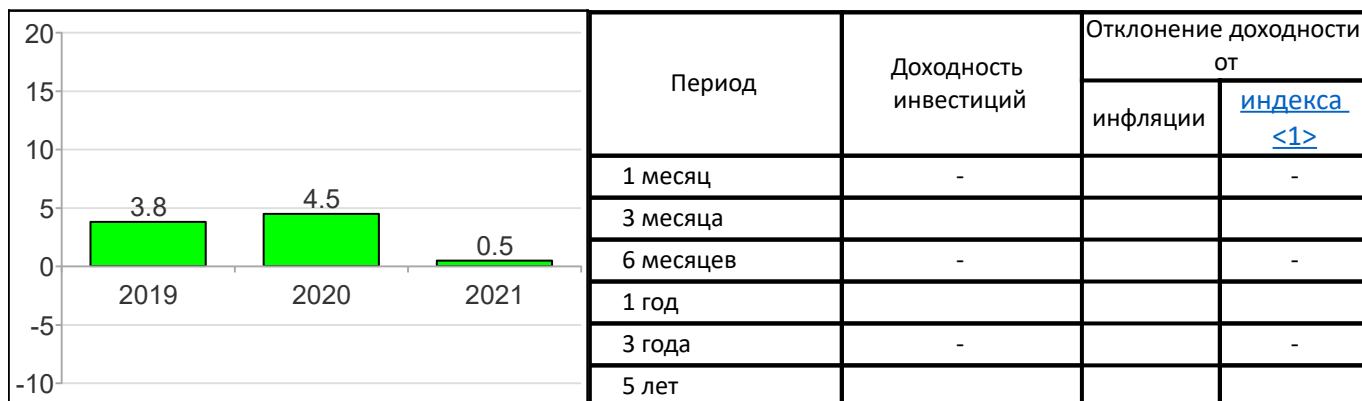 20
15
10
5
0
-5
-10
3.8
4.5
0.5
2019
2020
2021
Период
Доходность
инвестиций
Отклонение доходности
от
инфляции
индекса
<1>
1 месяц - -
3 месяца
6 месяцев - -
1 год
3 года - -
5 лет